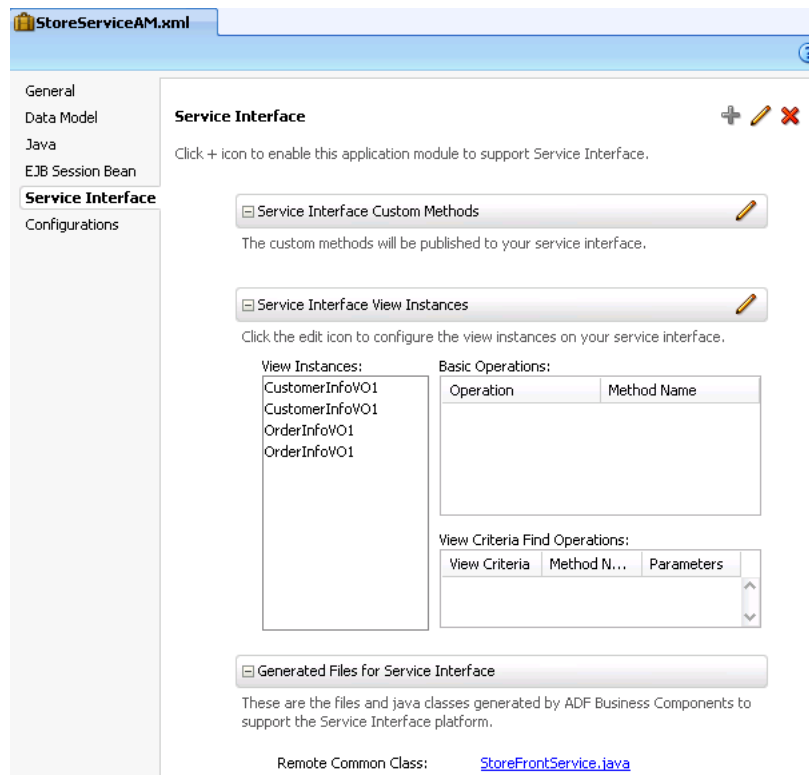 StoreServiceAM.xml
General
Data Model
Java
EJB Session Bean
Service Interface
Configurations
Service Interface
Click + icon to enable this application module to support Service Interface.
Service Interface Custom Methods
The custom methods will be published to your service interface.
Service Interface View Instances
Click the edit icon to configure the view instances on your service interface.
View Instances:
CustomerInfoVO1
CustomerInfoVO1
OrderInfoVO1
OrderInfoVO1
Basic Operations:
Operation Method Name
View Criteria Find Operations:
View Criteria Method N... Parameters
Generated Files for Service Interface
These are the files and java classes generated by ADF Business Components to
support the Service Interface platform.
Remote Common Class: StoreFrontService.java